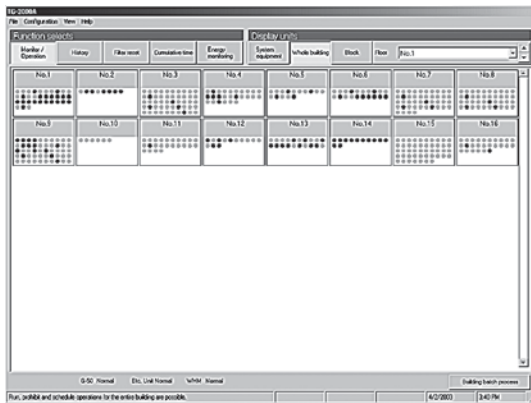 TG-2000A
File Configuration View Help
Function selects
Display units
Monitor / Operation
History
Filter reset
Cumulative time
Energy monitoring
System equipment
Whole building
Block
Floor
No.1
No.1 No.2 No.3 No.4 No.5 No.6 No.7 No.8
No.9 No.10 No.11 No.12 No.13 No.14 No.15 No.16
G-50 Normal Etc. Unit Normal WHM Normal
Building batch process
Run, prohibit and schedule operations for the entire building are possible.
4/2/2003
3:40 PM